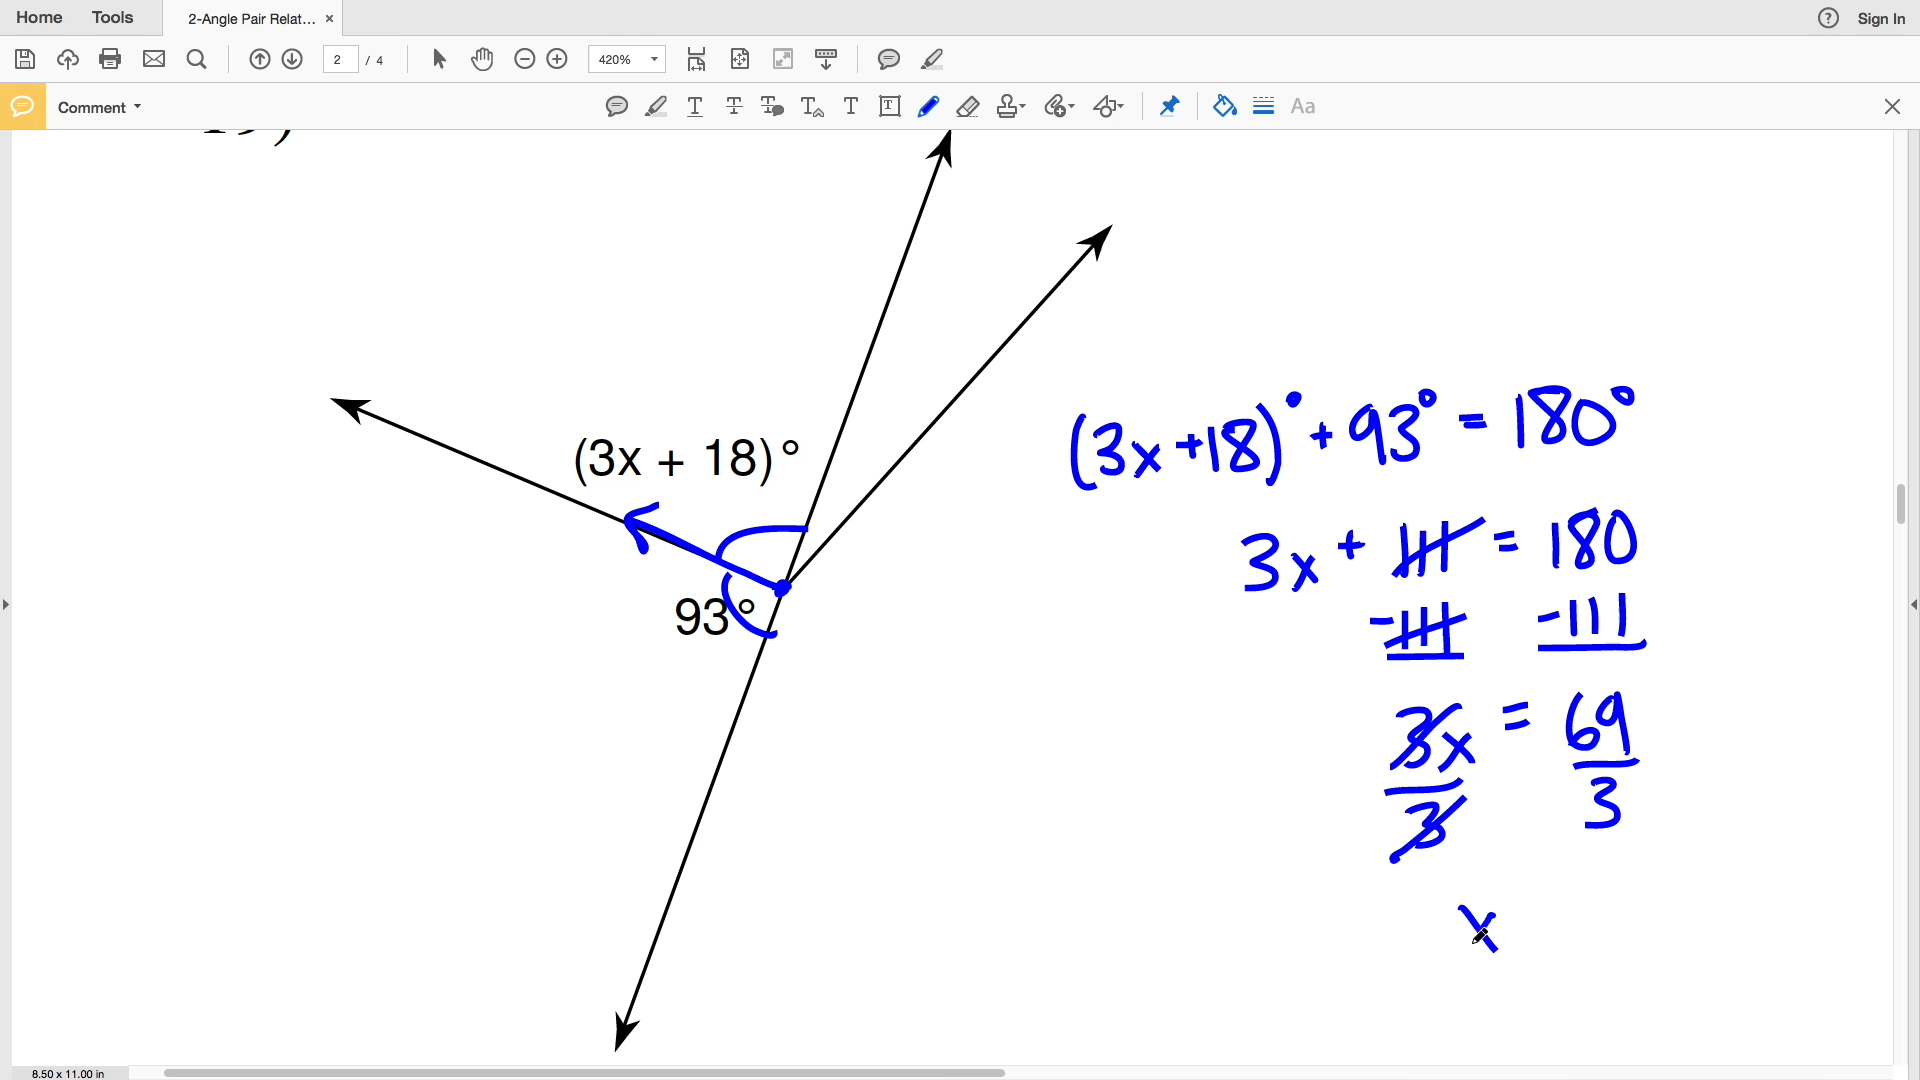 Home Tools 2-Angle Pair Relat... × ? Sign In
2 / 4 420%
Comment T T T T T T Aa
(3x + 18)°
93°
(3x+18)° + 93° = 180°
3x + 111 = 180
-111 -111
3x = 69
3 3
x
8.50 x 11.00 in